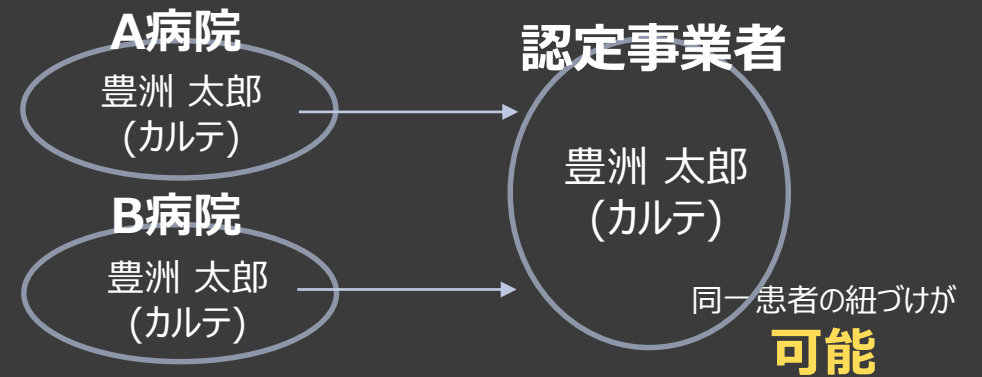 A病院
豊洲 太郎
(カルテ)
B病院
豊洲 太郎
(カルテ)
認定事業者
豊洲 太郎
(カルテ)
同一患者の紐づけが
可能